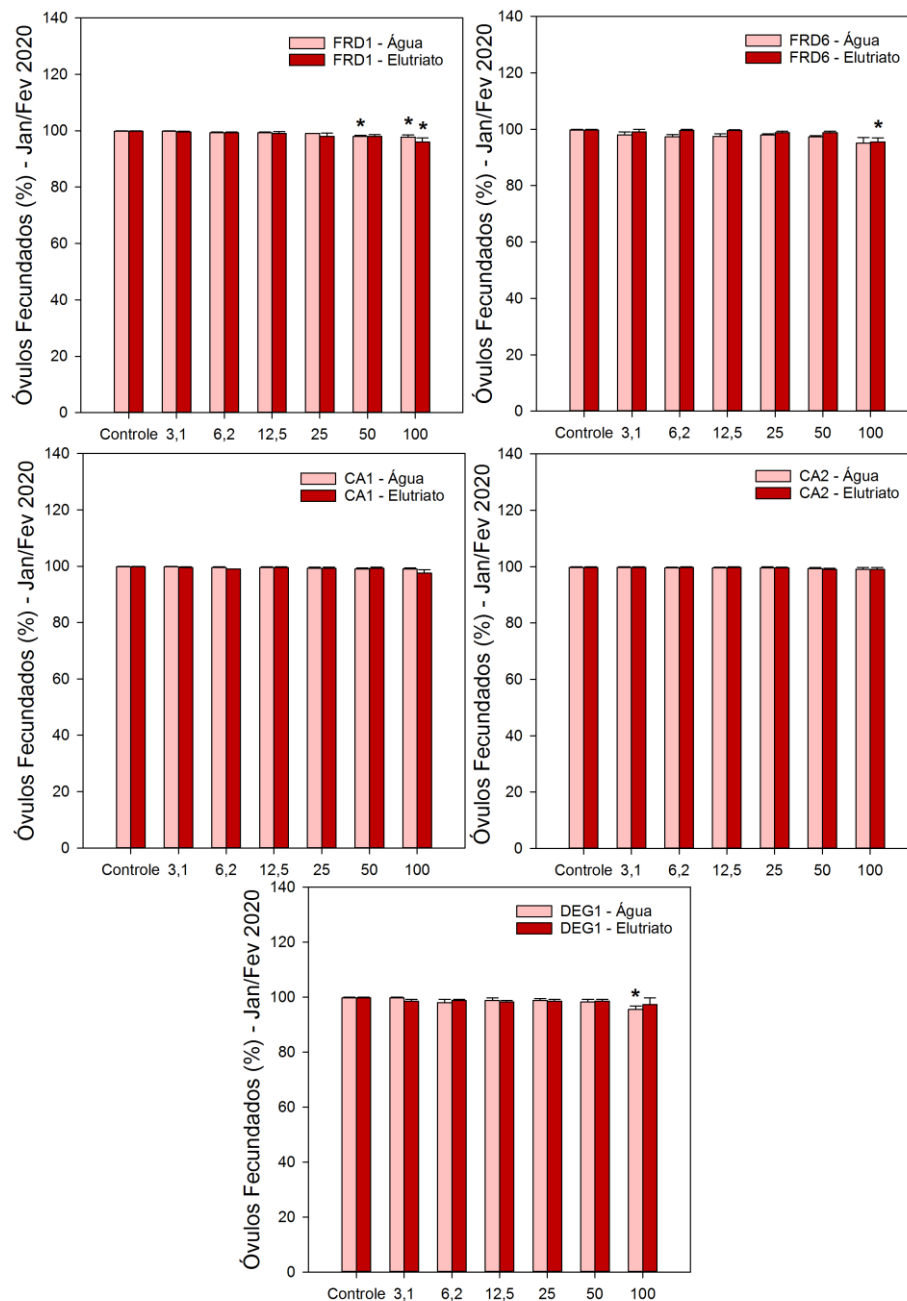 Óvulos Fecundados (%) - Jan/Fev 2020
140
120
100
80
60
40
20
0
FRD1 - Água
FRD1 - Elutriato
*
* *
Controle 3,1 6,2 12,5 25 50 100
Óvulos Fecundados (%) - Jan/Fev 2020
140
120
100
80
60
40
20
0
FRD6 - Água
FRD6 - Elutriato
*
Controle 3,1 6,2 12,5 25 50 100
Óvulos Fecundados (%) - Jan/Fev 2020
140
120
100
80
60
40
20
0
CA1 - Água
CA1 - Elutriato
Controle 3,1 6,2 12,5 25 50 100
Óvulos Fecundados (%) - Jan/Fev 2020
140
120
100
80
60
40
20
0
CA2 - Água
CA2 - Elutriato
Controle 3,1 6,2 12,5 25 50 100
Óvulos Fecundados (%) - Jan/Fev 2020
140
120
100
80
60
40
20
0
DEG1 - Água
DEG1 - Elutriato
*
Controle 3,1 6,2 12,5 25 50 100